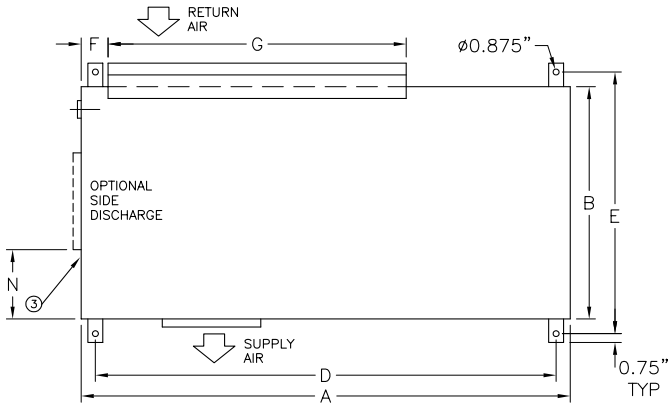 RETURN
AIR
F
G
ø0.875"
OPTIONAL
SIDE
DISCHARGE
B
E
N
3
SUPPLY
AIR
D
0.75"
TYP
A